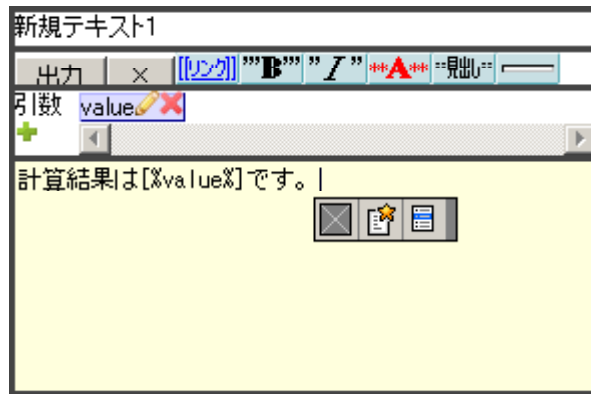 新規テキスト1
出力 × [[リンク]] '''B''' ''I'' **A** ==見出し==
引数 value
計算結果は[%value%]です。